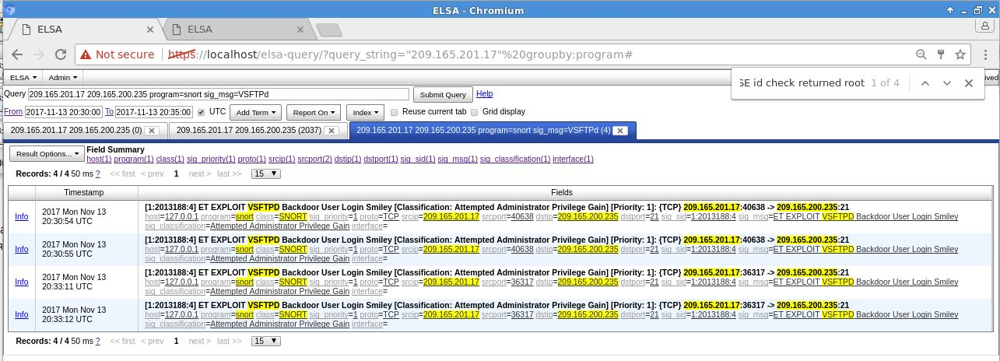 ELSA - Chromium
ELSA ELSA
Not secure https://localhost/elsa-query/?query_string="209.165.201.17"%20groupby:program#
ELSA Admin
id check returned root 1 of 4
Query 209.165.201.17 209.165.200.235 program=snort sig_msg=VSFTPd Submit Query Help
From 2017-11-13 20:30:00 To 2017-11-13 20:35:00 UTC Add Term Report On Index Reuse current tab Grid display
209.165.201.17 209.165.200.235 (0) 209.165.201.17 209.165.200.235 (2037) 209.165.201.17 209.165.200.235 program=snort sig_msg=VSFTPd (4)
Result Options... Field Summary
host(1) program(1) class(1) sig_priority(1) proto(1) srcip(1) srcport(2) dstip(1) dstport(1) sig_sid(1) sig_msg(1) sig_classification(1) interface(1)
Records: 4 / 4 50 ms ? << first < prev 1 next > last >> 15
Timestamp Fields
Info 2017 Mon Nov 13 20:30:54 UTC
[1:2013188:4] ET EXPLOIT VSFTPD Backdoor User Login Smiley [Classification: Attempted Administrator Privilege Gain] [Priority: 1]: {TCP} 209.165.201.17:40638 -> 209.165.200.235:21
host=127.0.0.1 program=snort class=SNORT sig_priority=1 proto=TCP srcip=209.165.201.17 srcport=40638 dstip=209.165.200.235 dstport=21 sig_sid=1:2013188:4 sig_msg=ET EXPLOIT VSFTPD Backdoor User Login Smiley
sig_classification=Attempted Administrator Privilege Gain interface=
Info 2017 Mon Nov 13 20:30:55 UTC
[1:2013188:4] ET EXPLOIT VSFTPD Backdoor User Login Smiley [Classification: Attempted Administrator Privilege Gain] [Priority: 1]: {TCP} 209.165.201.17:40638 -> 209.165.200.235:21
host=127.0.0.1 program=snort class=SNORT sig_priority=1 proto=TCP srcip=209.165.201.17 srcport=40638 dstip=209.165.200.235 dstport=21 sig_sid=1:2013188:4 sig_msg=ET EXPLOIT VSFTPD Backdoor User Login Smiley
sig_classification=Attempted Administrator Privilege Gain interface=
Info 2017 Mon Nov 13 20:33:11 UTC
[1:2013188:4] ET EXPLOIT VSFTPD Backdoor User Login Smiley [Classification: Attempted Administrator Privilege Gain] [Priority: 1]: {TCP} 209.165.201.17:36317 -> 209.165.200.235:21
host=127.0.0.1 program=snort class=SNORT sig_priority=1 proto=TCP srcip=209.165.201.17 srcport=36317 dstip=209.165.200.235 dstport=21 sig_sid=1:2013188:4 sig_msg=ET EXPLOIT VSFTPD Backdoor User Login Smiley
sig_classification=Attempted Administrator Privilege Gain interface=
Info 2017 Mon Nov 13 20:33:12 UTC
[1:2013188:4] ET EXPLOIT VSFTPD Backdoor User Login Smiley [Classification: Attempted Administrator Privilege Gain] [Priority: 1]: {TCP} 209.165.201.17:36317 -> 209.165.200.235:21
host=127.0.0.1 program=snort class=SNORT sig_priority=1 proto=TCP srcip=209.165.201.17 srcport=36317 dstip=209.165.200.235 dstport=21 sig_sid=1:2013188:4 sig_msg=ET EXPLOIT VSFTPD Backdoor User Login Smiley
sig_classification=Attempted Administrator Privilege Gain interface=
Records: 4 / 4 50 ms ? << first < prev 1 next > last >> 15